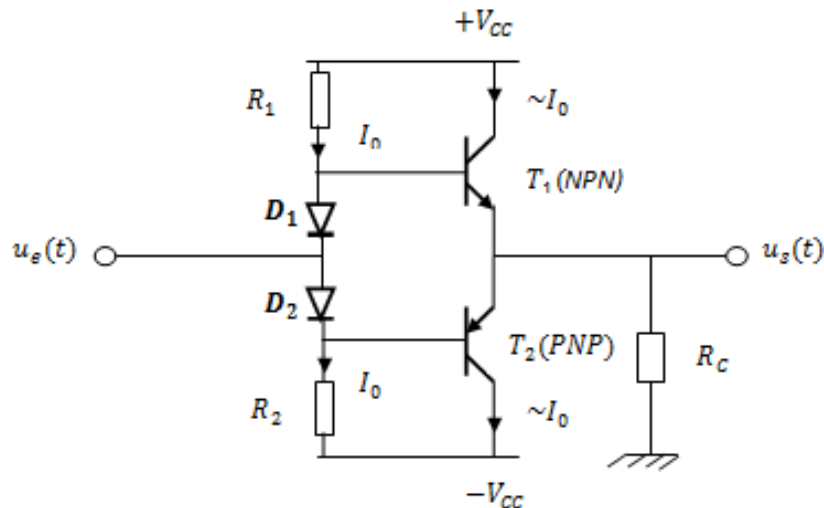 +V_CC
R_1
I_0
~I_0
T_1(NPN)
D_1
u_e(t)
u_s(t)
D_2
T_2(PNP)
R_C
I_0
R_2
~I_0
−V_CC